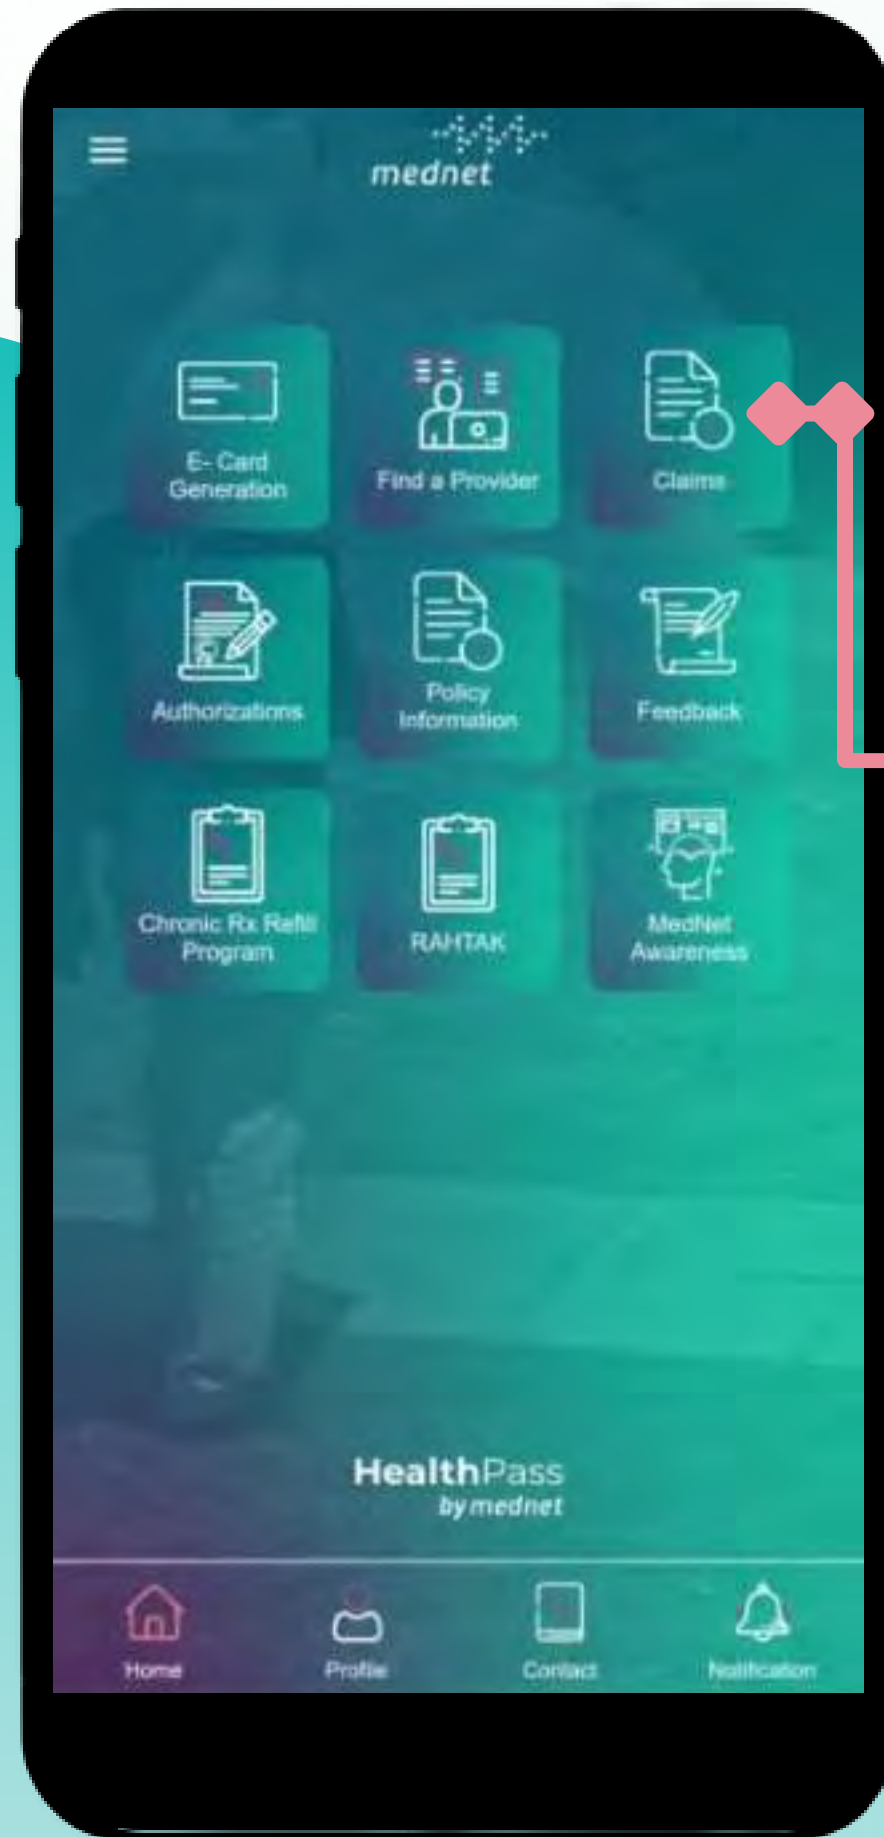 mednet
E- Card
Generation
Find a Provider
Claims
Authorizations
Policy
Information
Feedback
Chronic Rx Refill
Program
RAHTAK
MedNet
Awareness
HealthPass
by mednet
Home
Profile
Contact
Notification